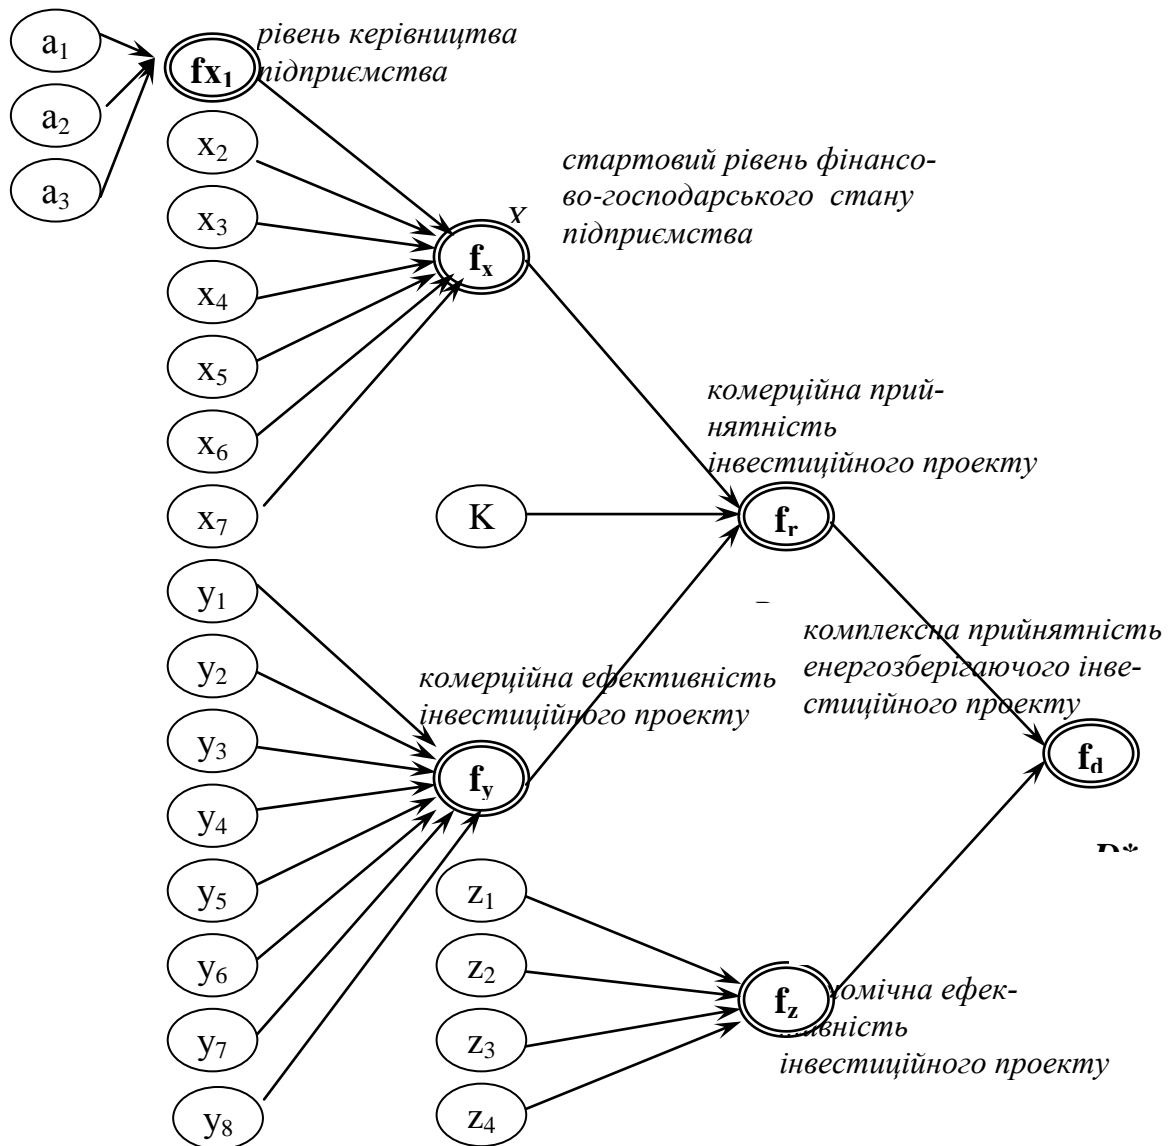 a1
a2
a3
fx1
рівень керівництва
підприємства
x2
x3
x4
x5
x6
x7
fx
стартовий рівень фінансо-
во-господарського стану
підприємства
K
комерційна прий-
нятність
інвестиційного проекту
fr
y1
y2
y3
y4
y5
y6
y7
y8
комерційна ефективність
інвестиційного проекту
fy
комплексна прийнятність
енергозберігаючого інве-
стиційного проекту
fd
z1
z2
z3
z4
fz
ефек-
інвестиційного проекту